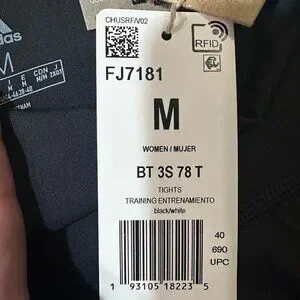 CHUSRF/V02
RFID
FJ7181
M
WOMEN / MUJER
BT 3S 78 T
TIGHTS
TRAINING ENTRENAMIENTO
black/white
40
690
UPC
1 93105 18223 5
adidas
M